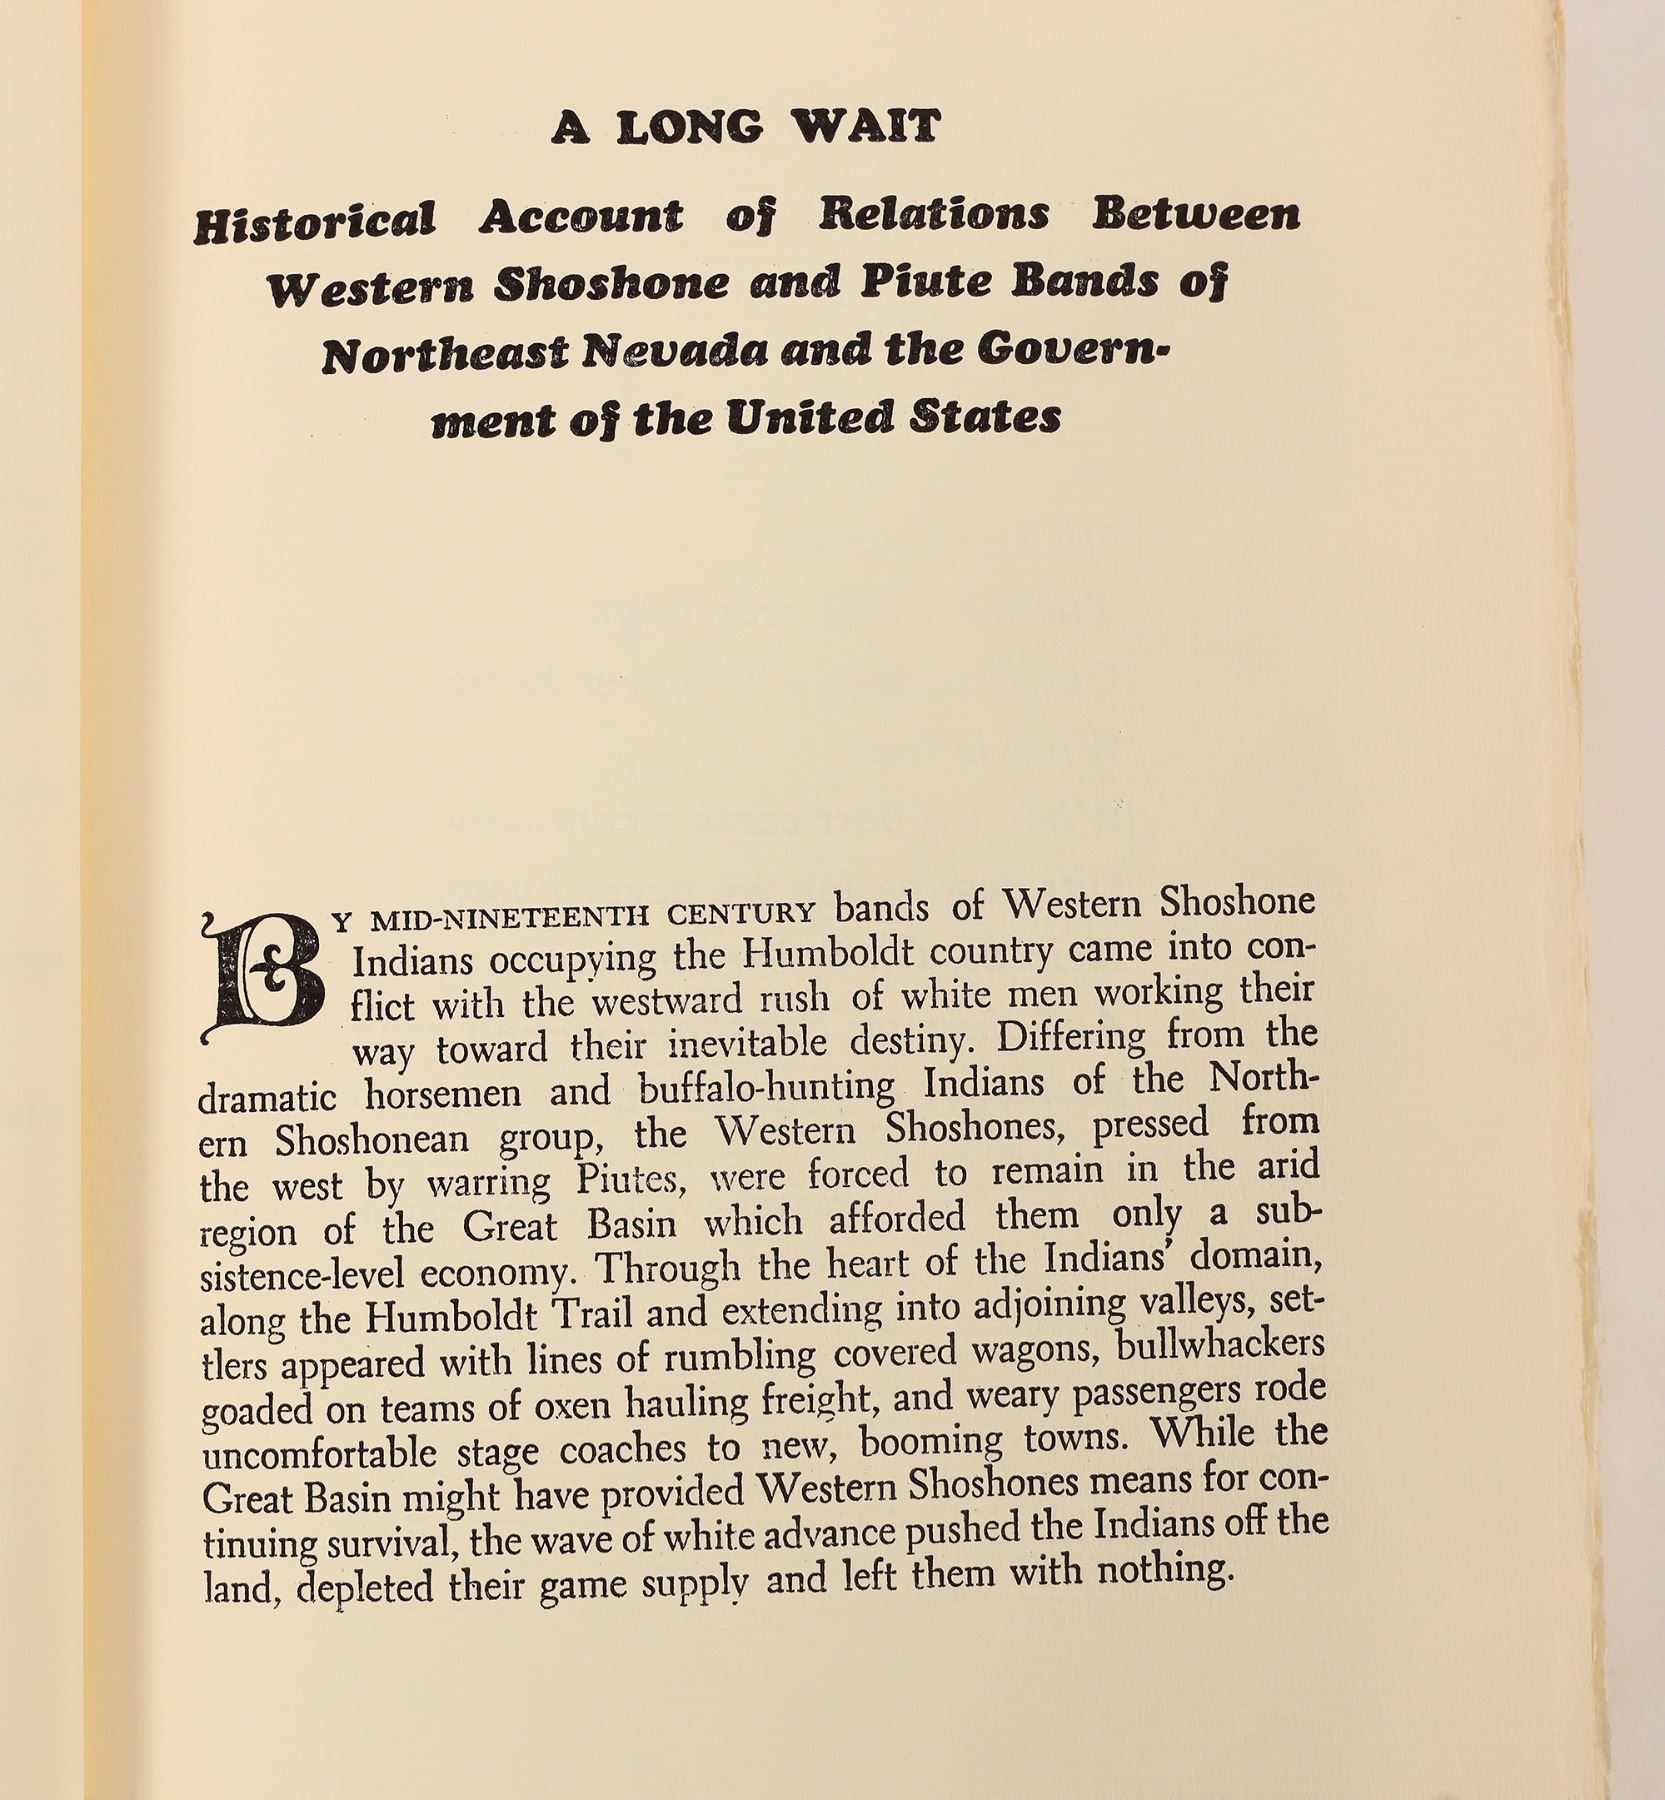 A LONG WAIT
Historical Account of Relations Between
Western Shoshone and Piute Bands of
Northeast Nevada and the Govern-
ment of the United States
BY MID-NINETEENTH CENTURY bands of Western Shoshone
Indians occupying the Humboldt country came into con-
flict with the westward rush of white men working their
way toward their inevitable destiny. Differing from the
dramatic horsemen and buffalo-hunting Indians of the North-
ern Shoshonean group, the Western Shoshones, pressed from
the west by warring Piutes, were forced to remain in the arid
region of the Great Basin which afforded them only a sub-
sistence-level economy. Through the heart of the Indians' domain,
along the Humboldt Trail and extending into adjoining valleys, set-
tlers appeared with lines of rumbling covered wagons, bullwhackers
goaded on teams of oxen hauling freight, and weary passengers rode
uncomfortable stage coaches to new, booming towns. While the
Great Basin might have provided Western Shoshones means for con-
tinuing survival, the wave of white advance pushed the Indians off the
land, depleted their game supply and left them with nothing.